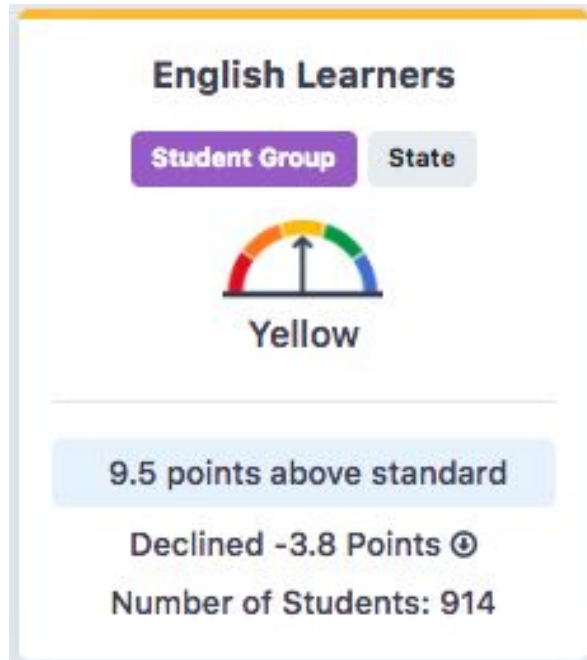 English Learners
Student Group State
Yellow
9.5 points above standard
Declined -3.8 Points
Number of Students: 914